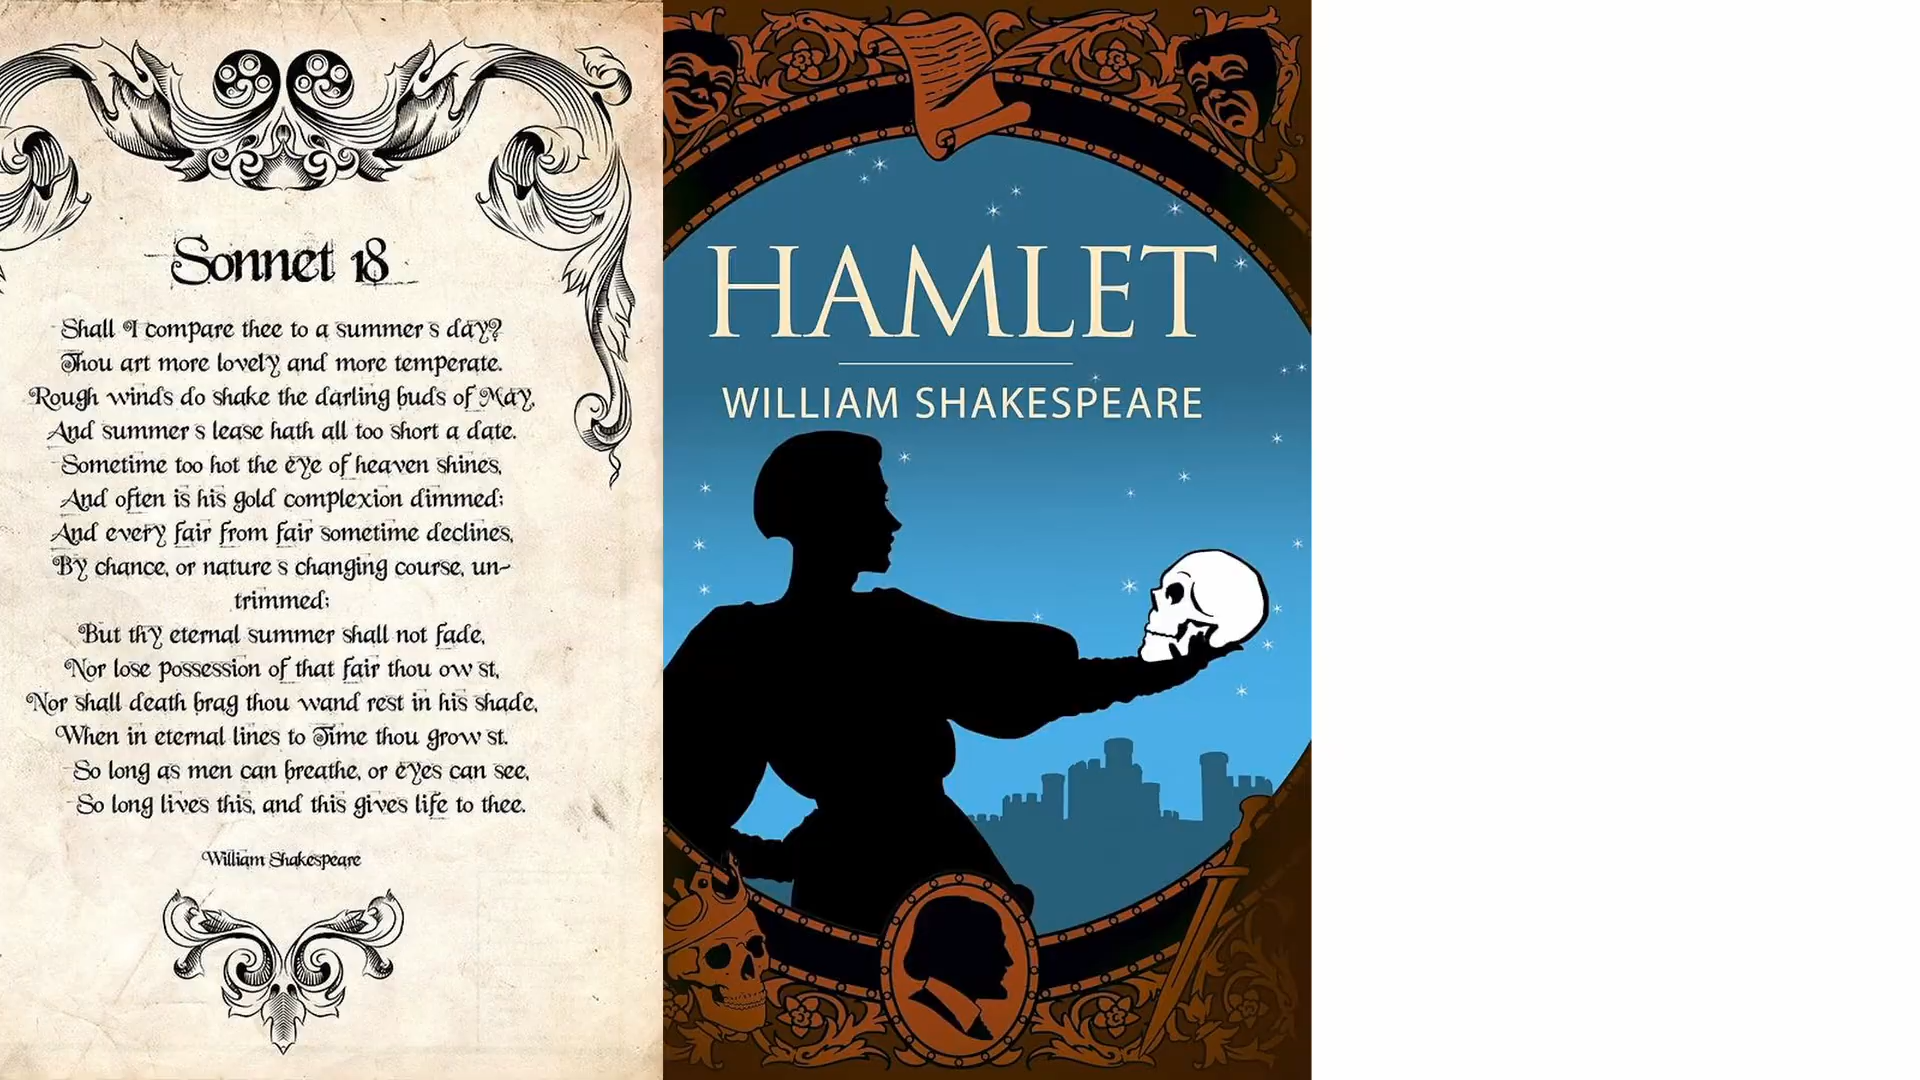 Sonnet 18
Shall I compare thee to a summer s day?
Thou art more lovely and more temperate.
Rough winds do shake the darling buds of May,
And summer s lease hath all too short a date.
Sometime too hot the eye of heaven shines,
And often is his gold complexion dimmed;
And every fair from fair sometime declines,
By chance, or nature s changing course, un-
trimmed;
But thy eternal summer shall not fade,
Nor lose possession of that fair thou ow st,
Nor shall death brag thou wand rest in his shade,
When in eternal lines to Time thou grow st.
So long as men can breathe, or eyes can see,
So long lives this, and this gives life to thee.
William Shakespeare
HAMLET
WILLIAM SHAKESPEARE